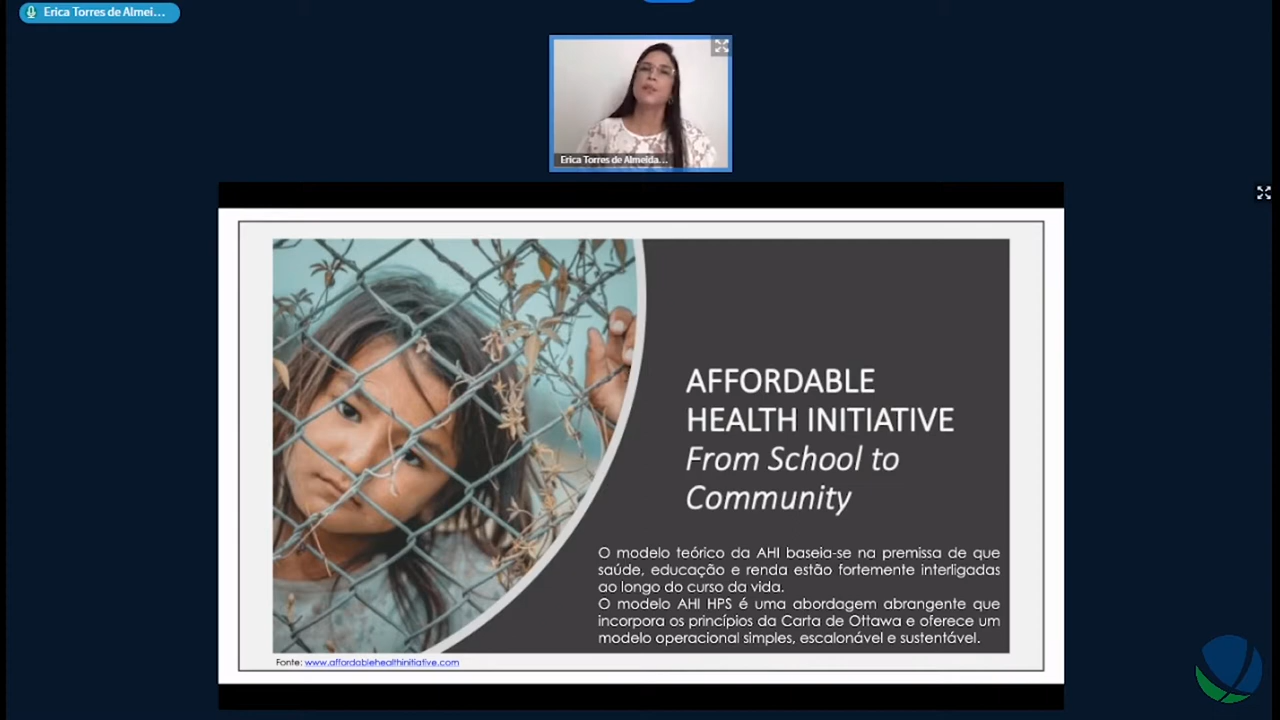 Erica Torres de Almei...
Erica Torres de Almeida...
AFFORDABLE
HEALTH INITIATIVE
From School to
Community
O modelo teórico da AHI baseia-se na premissa de que
saúde, educação e renda estão fortemente interligadas
ao longo do curso da vida.
O modelo AHI HPS é uma abordagem abrangente que
incorpora os princípios da Carta de Ottawa e oferece um
modelo operacional simples, escalonável e sustentável.
Fonte: www.affordablehealthinitiative.com